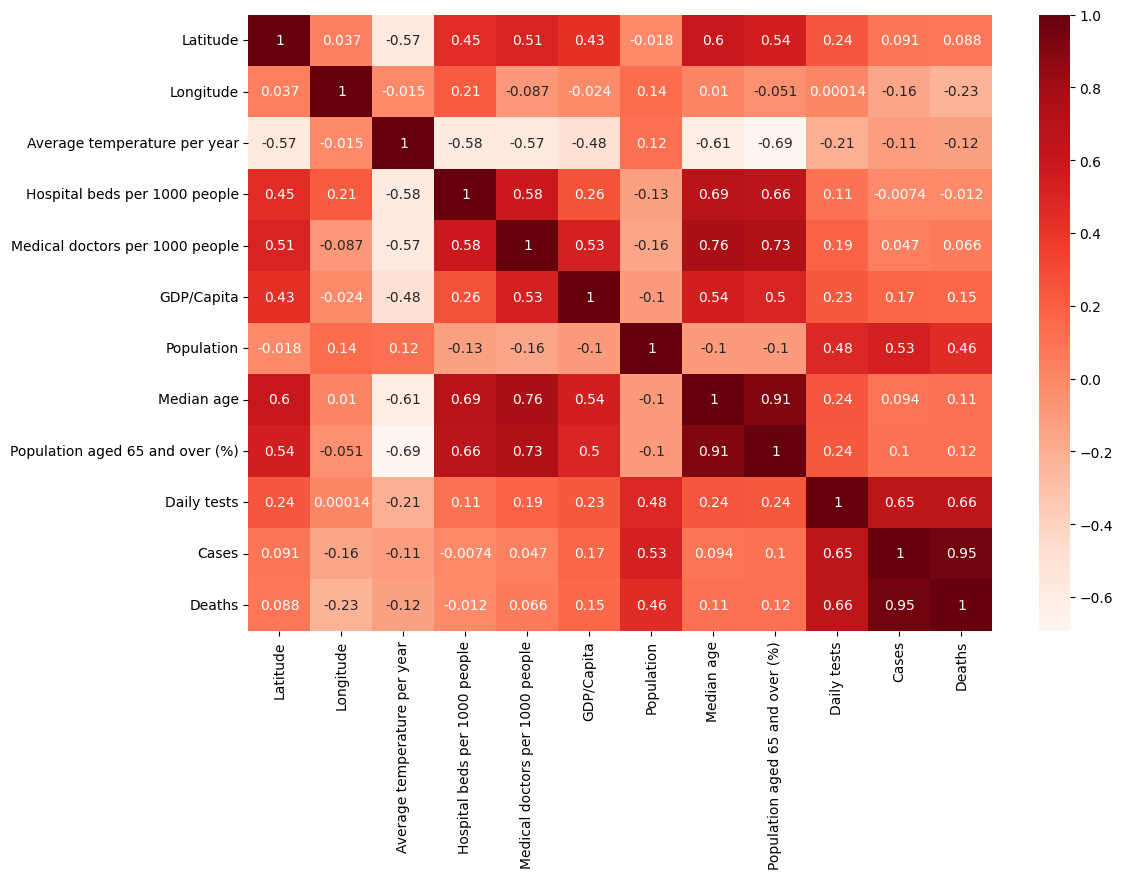 Latitude 1 0.037 -0.57 0.45 0.51 0.43 -0.018 0.6 0.54 0.24 0.091 0.088
Longitude 0.037 1 -0.015 0.21 -0.087 -0.024 0.14 0.01 -0.051 0.00014 -0.16 -0.23
Average temperature per year -0.57 -0.015 1 -0.58 -0.57 -0.48 0.12 -0.61 -0.69 -0.21 -0.11 -0.12
Hospital beds per 1000 people 0.45 0.21 -0.58 1 0.58 0.26 -0.13 0.69 0.66 0.11 -0.0074 -0.012
Medical doctors per 1000 people 0.51 -0.087 -0.57 0.58 1 0.53 -0.16 0.76 0.73 0.19 0.047 0.066
GDP/Capita 0.43 -0.024 -0.48 0.26 0.53 1 -0.1 0.54 0.5 0.23 0.17 0.15
Population -0.018 0.14 0.12 -0.13 -0.16 -0.1 1 -0.1 -0.1 0.48 0.53 0.46
Median age 0.6 0.01 -0.61 0.69 0.76 0.54 -0.1 1 0.91 0.24 0.094 0.11
Population aged 65 and over (%) 0.54 -0.051 -0.69 0.66 0.73 0.5 -0.1 0.91 1 0.24 0.1 0.12
Daily tests 0.24 0.00014 -0.21 0.11 0.19 0.23 0.48 0.24 0.24 1 0.65 0.66
Cases 0.091 -0.16 -0.11 -0.0074 0.047 0.17 0.53 0.094 0.1 0.65 1 0.95
Deaths 0.088 -0.23 -0.12 -0.012 0.066 0.15 0.46 0.11 0.12 0.66 0.95 1
Latitude
Longitude
Average temperature per year
Hospital beds per 1000 people
Medical doctors per 1000 people
GDP/Capita
Population
Median age
Population aged 65 and over (%)
Daily tests
Cases
Deaths
1.0
0.8
0.6
0.4
0.2
0.0
−0.2
−0.4
−0.6